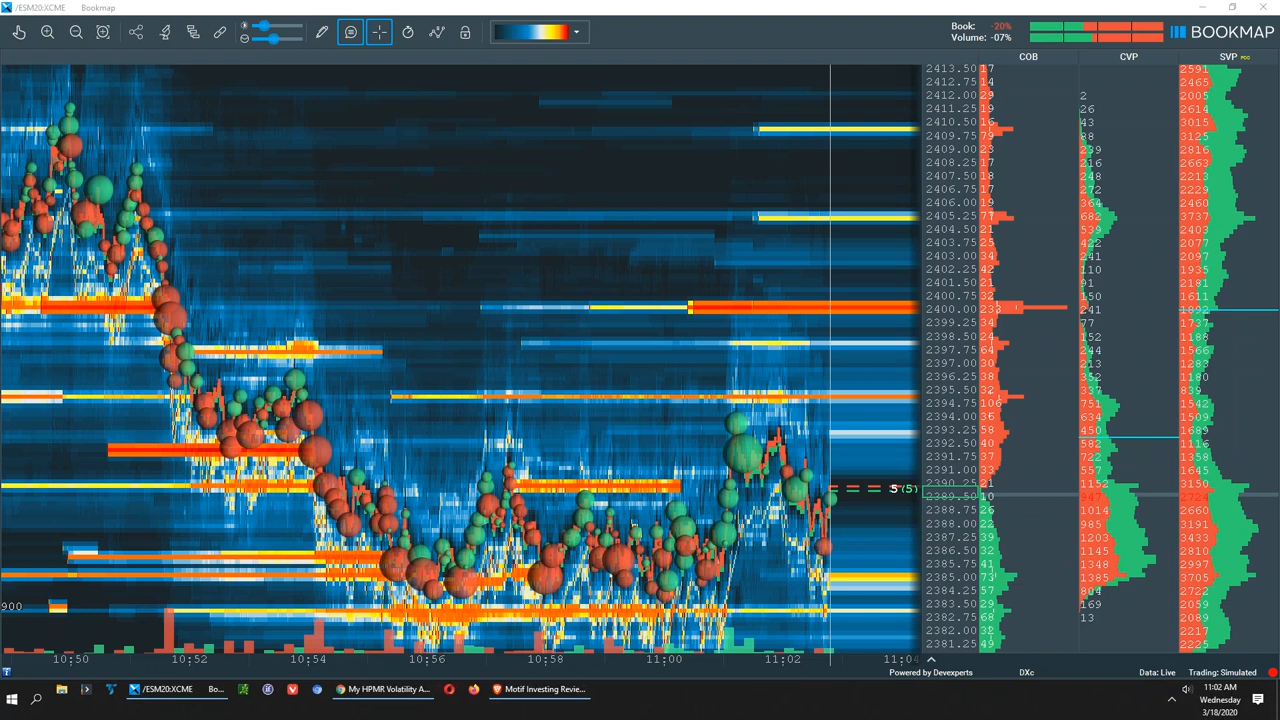 /ESM20:XCME Bookmap
Book: -20%
Volume: -07%
BOOKMAP
COB CVP SVP
2413.50 17 2591
2412.75 14 2465
2412.00 29 2 2005
2411.25 19 26 2614
2410.50 16 43 3015
2409.75 79 88 3125
2409.00 23 239 2816
2408.25 17 216 2663
2407.50 18 248 2213
2406.75 17 272 2229
2406.00 19 364 2460
2405.25 77 682 3737
2404.50 21 539 2403
2403.75 25 422 2077
2403.00 34 241 2097
2402.25 42 110 1935
2401.50 21 91 2181
2400.75 32 150 1611
2400.00 233 241 1892
2399.25 34 77 1737
2398.50 24 152 1188
2397.75 64 244 1566
2397.00 30 213 1283
2396.25 38 352 1180
2395.50 32 337 839
2394.75 106 751 1542
2394.00 36 634 1509
2393.25 58 450 1689
2392.50 40 582 1116
2391.75 37 722 1358
2391.00 33 557 1645
2390.25 21 1152 3150
5 (5)
2389.50 10 947 2724
2388.75 26 1014 2660
2388.00 22 985 3191
2387.25 39 1203 3433
2386.50 32 1145 2810
2385.75 41 1348 2997
2385.00 73 1385 3705
2384.25 57 804 2722
2383.50 29 169 2059
2382.75 68 13 2089
2382.00 32 2217
2381.25 49 2225
900
10:50 10:52 10:54 10:56 10:58 11:00 11:02 11:04
Powered by Devexperts DXc Data: Live Trading: Simulated
/ESM20:XCME Bo... My HPMR Volatility A... Motif Investing Revie...
11:02 AM
Wednesday
3/18/2020